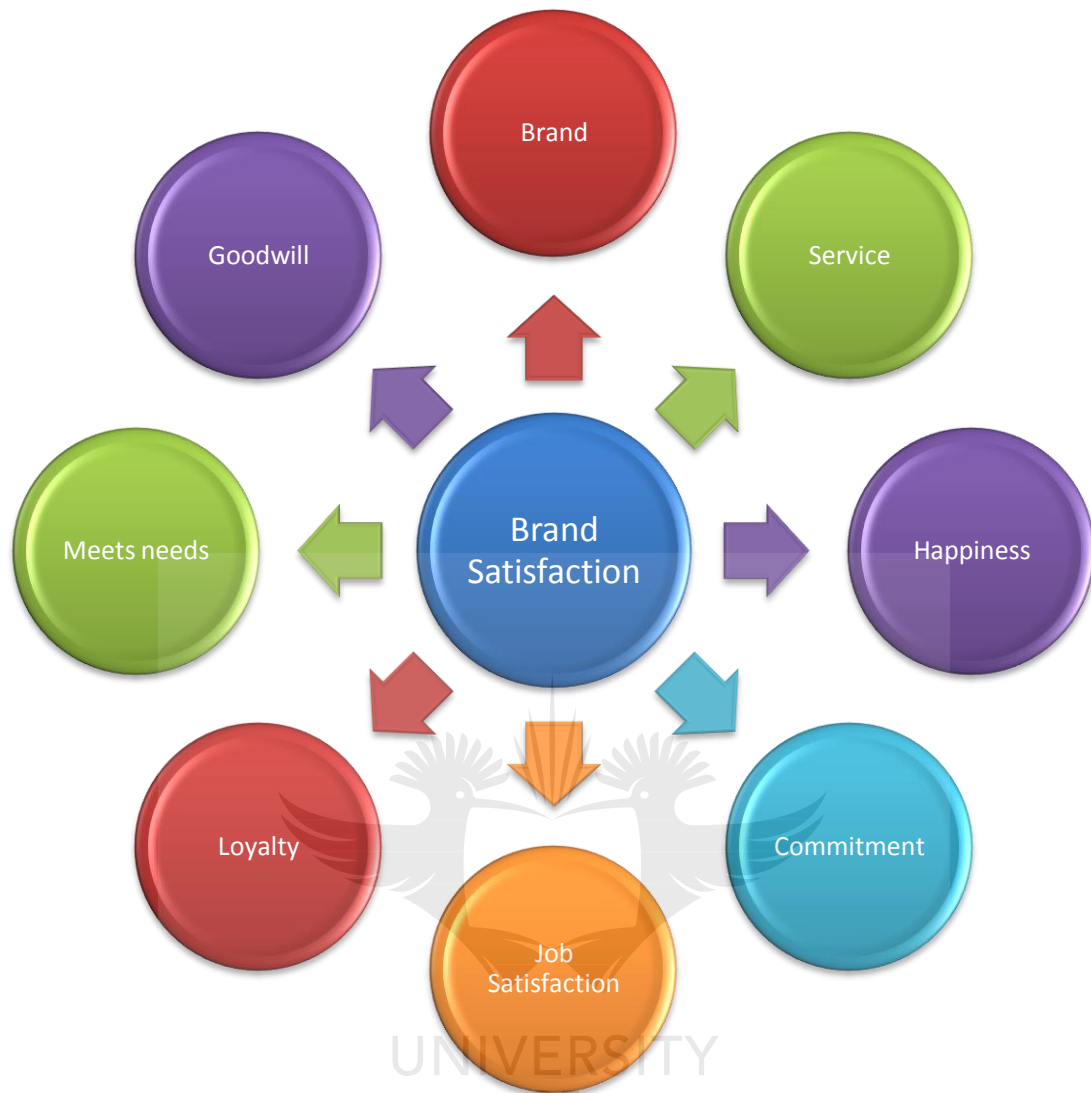 Brand
Service
Happiness
Commitment
Job
Satisfaction
Loyalty
Meets needs
Goodwill
Brand
Satisfaction
UNIVERSITY